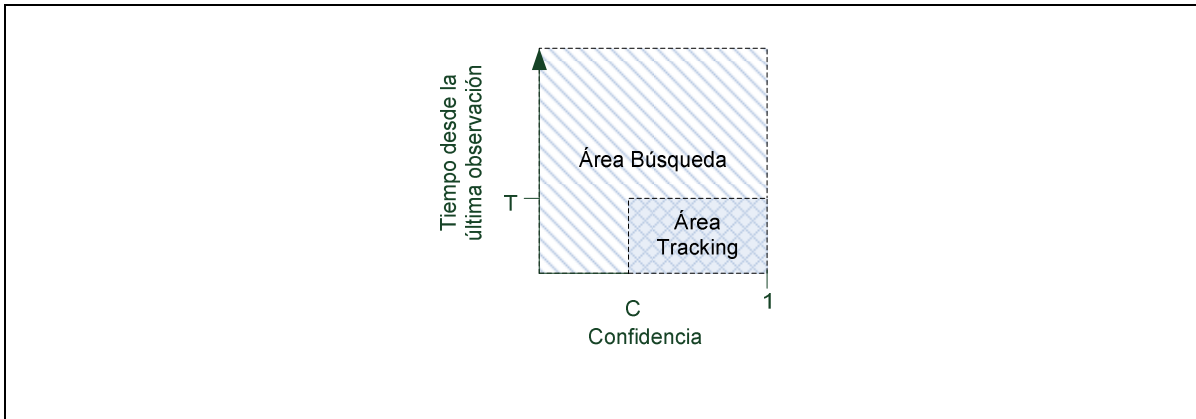 Tiempo desde la
última observación
Área Búsqueda
T
Área
Tracking
C
1
Confidencia